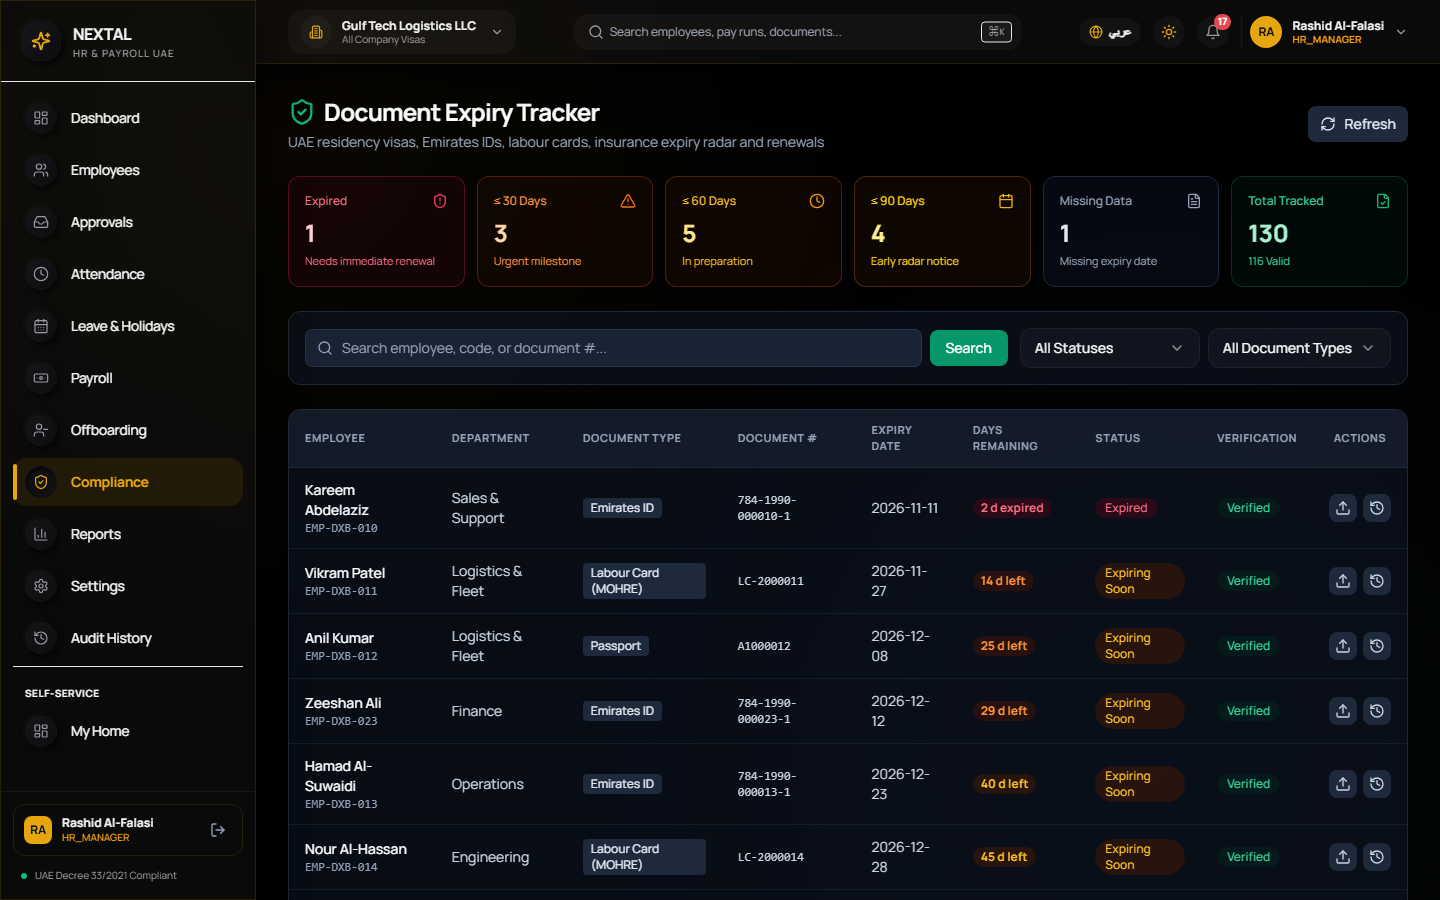 NEXTAL
HR & PAYROLL UAE
Dashboard
Employees
Approvals
Attendance
Leave & Holidays
Payroll
Offboarding
Compliance
Reports
Settings
Audit History
SELF-SERVICE
My Home
RA
Rashid Al-Falasi
HR_MANAGER
UAE Decree 33/2021 Compliant
Gulf Tech Logistics LLC
All Company Visas
Search employees, pay runs, documents...
⌘K
عربي
17
RA
Rashid Al-Falasi
HR_MANAGER
Document Expiry Tracker
UAE residency visas, Emirates IDs, labour cards, insurance expiry radar and renewals
Refresh
Expired
1
Needs immediate renewal
≤ 30 Days
3
Urgent milestone
≤ 60 Days
5
In preparation
≤ 90 Days
4
Early radar notice
Missing Data
1
Missing expiry date
Total Tracked
130
116 Valid
Search employee, code, or document #...
Search
All Statuses
All Document Types
EMPLOYEE
DEPARTMENT
DOCUMENT TYPE
DOCUMENT #
EXPIRY
DATE
DAYS
REMAINING
STATUS
VERIFICATION
ACTIONS
Kareem
Abdelaziz
EMP-DXB-010
Sales &
Support
Emirates ID
784-1990-
000010-1
2026-11-11
2 d expired
Expired
Verified
Vikram Patel
EMP-DXB-011
Logistics &
Fleet
Labour Card
(MOHRE)
LC-2000011
2026-11-
27
14 d left
Expiring
Soon
Verified
Anil Kumar
EMP-DXB-012
Logistics &
Fleet
Passport
A1000012
2026-12-
08
25 d left
Expiring
Soon
Verified
Zeeshan Ali
EMP-DXB-023
Finance
Emirates ID
784-1990-
000023-1
2026-12-
12
29 d left
Expiring
Soon
Verified
Hamad Al-
Suwaidi
EMP-DXB-013
Operations
Emirates ID
784-1990-
000013-1
2026-12-
23
40 d left
Expiring
Soon
Verified
Nour Al-Hassan
EMP-DXB-014
Engineering
Labour Card
(MOHRE)
LC-2000014
2026-12-
28
45 d left
Expiring
Soon
Verified